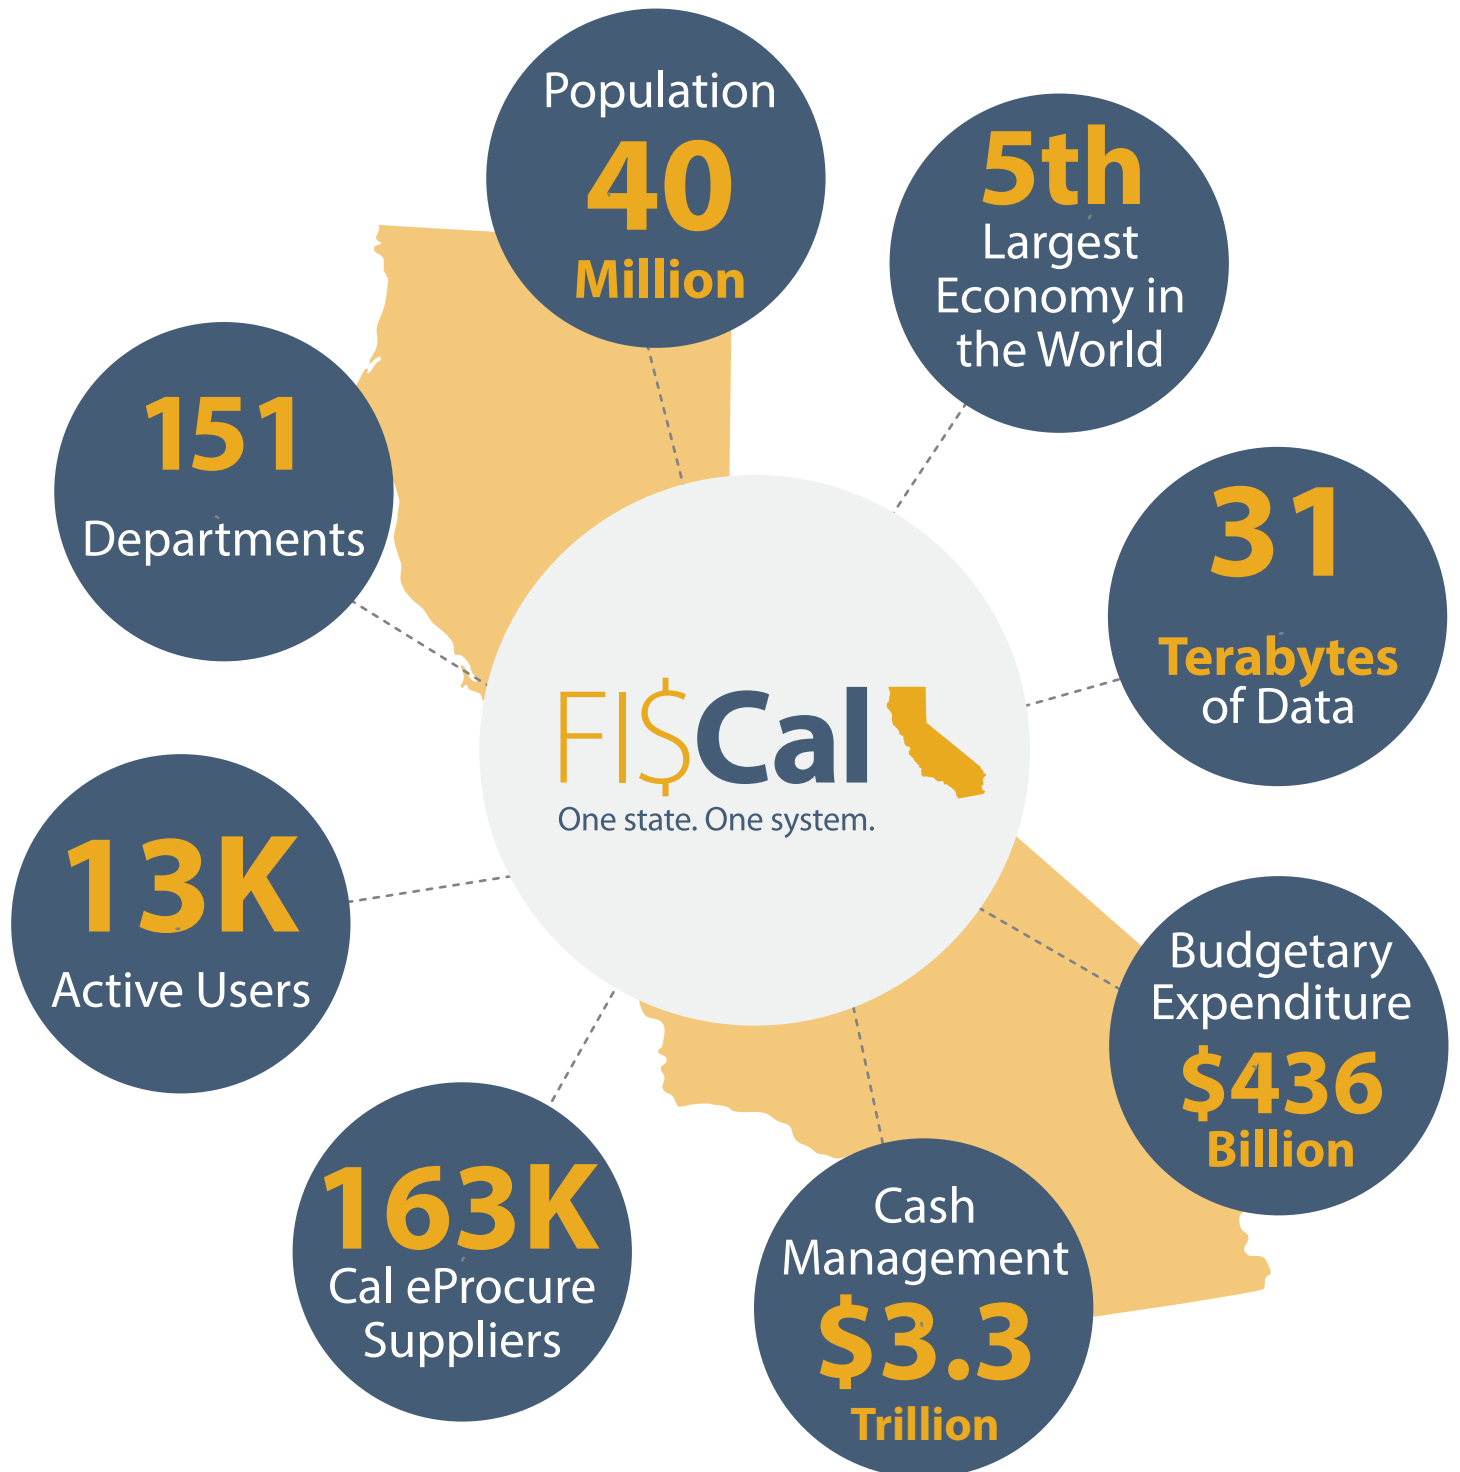 Population
40
Million
5th
Largest
Economy in
the World
151
Departments
31
Terabytes
of Data
FI$Cal
One state. One system.
13K
Active Users
Budgetary
Expenditure
$436
Billion
163K
Cal eProcure
Suppliers
Cash
Management
$3.3
Trillion